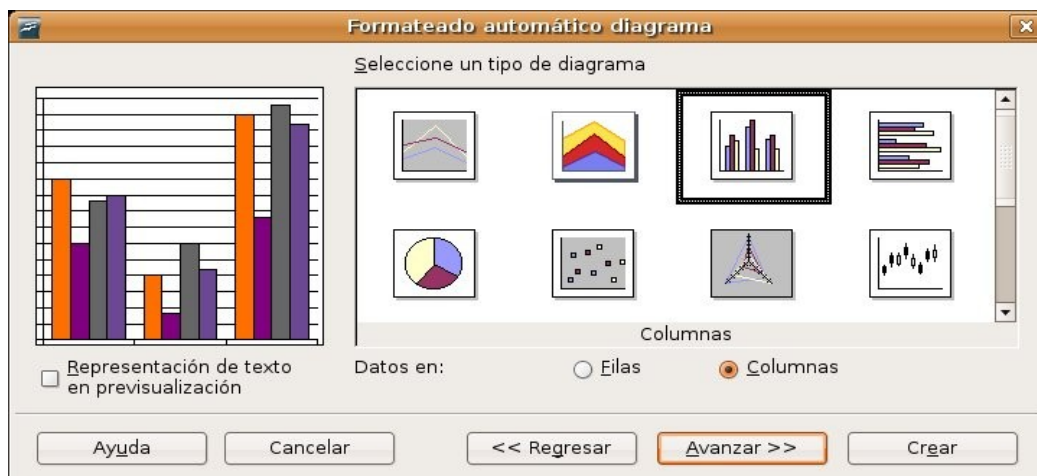 Formateado automático diagrama
Seleccione un tipo de diagrama
Columnas
Representación de texto
en previsualización
Datos en:
Filas
Columnas
Ayuda
Cancelar
<< Regresar
Avanzar >>
Crear